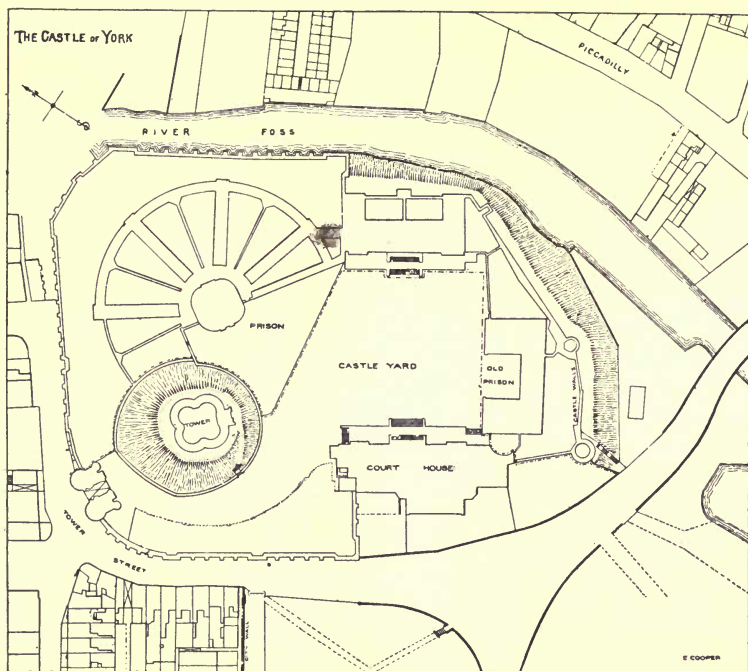 THE CASTLE OF YORK
PICCADILLY
S
RIVER FOSS
PRISON
CASTLE YARD
OLD
PRISON
CASTLE WALLS
TOWER
COURT HOUSE
TOWER
STREET
CITY WALL
E COOPER